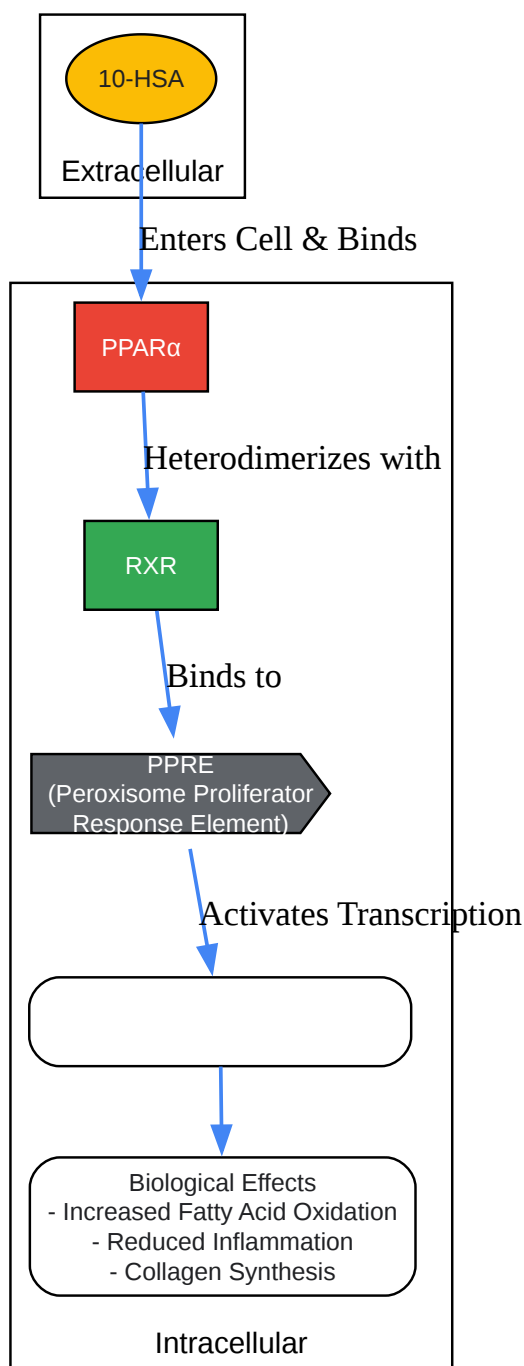 10-HSA
Extracellular
Enters Cell & Binds
PPARα
Heterodimerizes with
RXR
Binds to
PPRE
(Peroxisome Proliferator
Response Element)
Activates Transcription
Biological Effects
- Increased Fatty Acid Oxidation
- Reduced Inflammation
- Collagen Synthesis
Intracellular